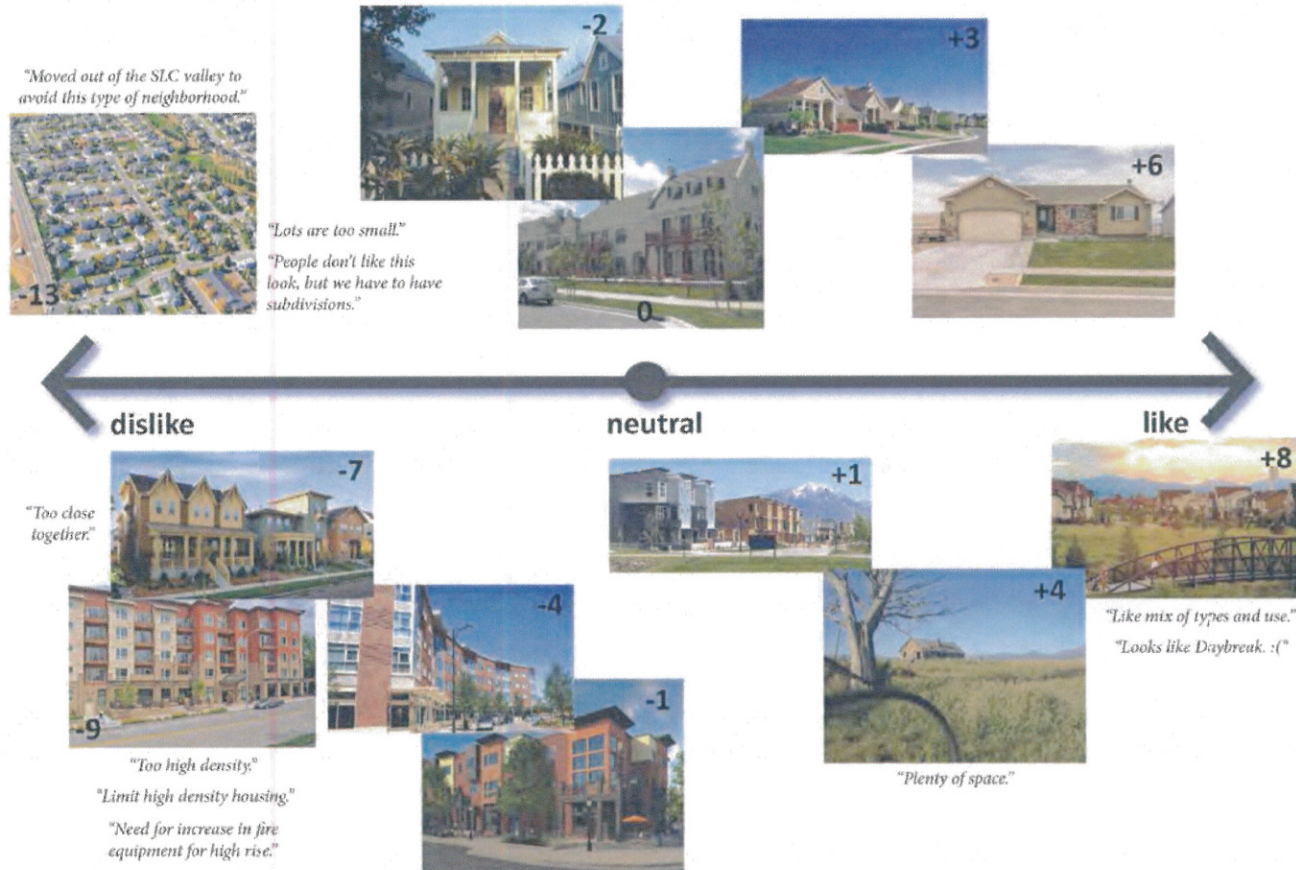 "Moved out of the SLC valley to
avoid this type of neighborhood."
-13
-2
+3
+6
0
"Lots are too small."
"People don't like this
look, but we have to have
subdivisions."
dislike
neutral
like
-7
"Too close
together."
+1
+8
-9
-4
-1
+4
"Like mix of types and use."
"Looks like Daybreak. :("
"Plenty of space."
"Too high density."
"Limit high density housing."
"Need for increase in fire
equipment for high rise."